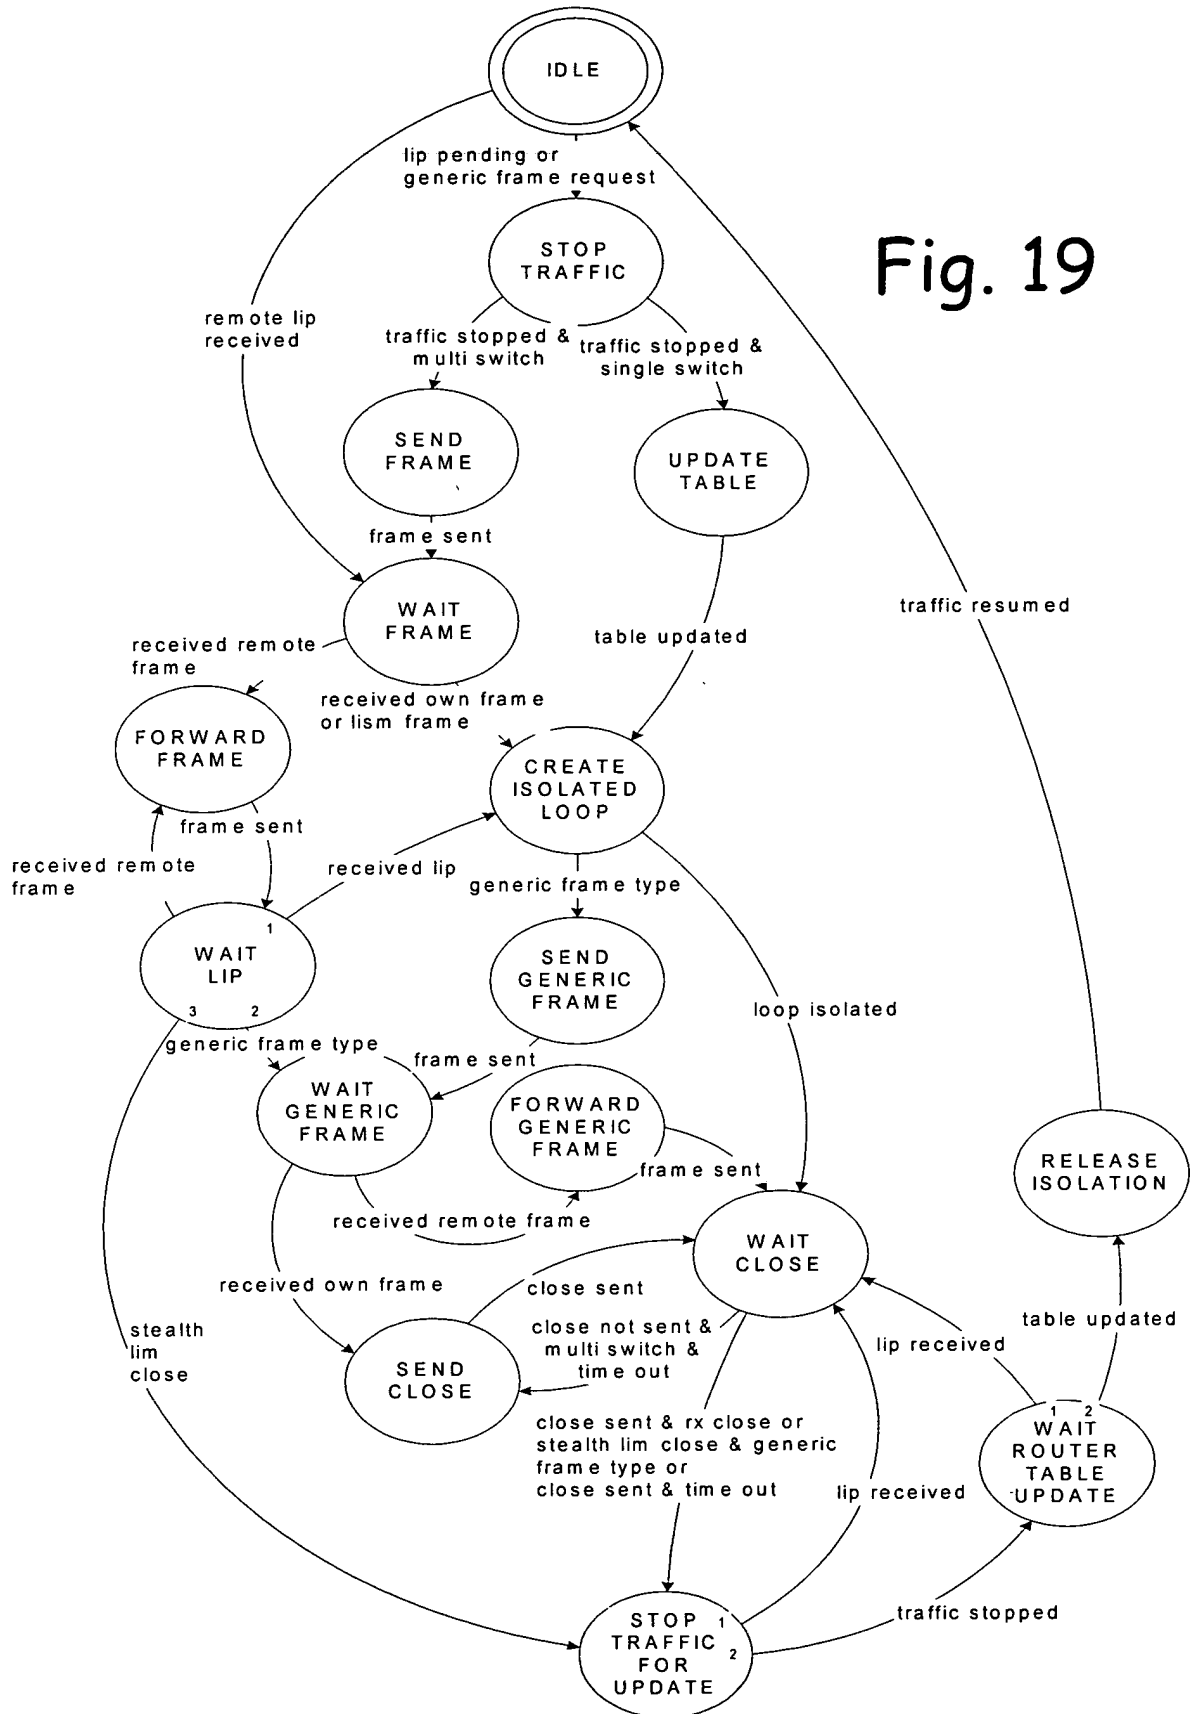 IDLE
lip pending or
generic frame request
STOP
TRAFFIC
Fig. 19
remote lip
received
traffic stopped &
multi switch
traffic stopped &
single switch
SEND
FRAME
UPDATE
TABLE
frame sent
WAIT
FRAME
traffic resumed
table updated
received remote
frame
received own frame
or lism frame
FORWARD
FRAME
CREATE
ISOLATED
LOOP
frame sent
received remote
frame
received lip
generic frame type
1
WAIT
LIP
3 2
SEND
GENERIC
FRAME
loop isolated
generic frame type
frame sent
WAIT
GENERIC
FRAME
FORWARD
GENERIC
FRAME
frame sent
RELEASE
ISOLATION
received remote frame
WAIT
CLOSE
received own frame
close sent
table updated
stealth
lim
close
close not sent &
multi switch &
time out
lip received
SEND
CLOSE
close sent & rx close or
stealth lim close & generic
frame type or
close sent & time out
1 2
WAIT
ROUTER
TABLE
UPDATE
lip received
traffic stopped
STOP 1
TRAFFIC 2
FOR
UPDATE